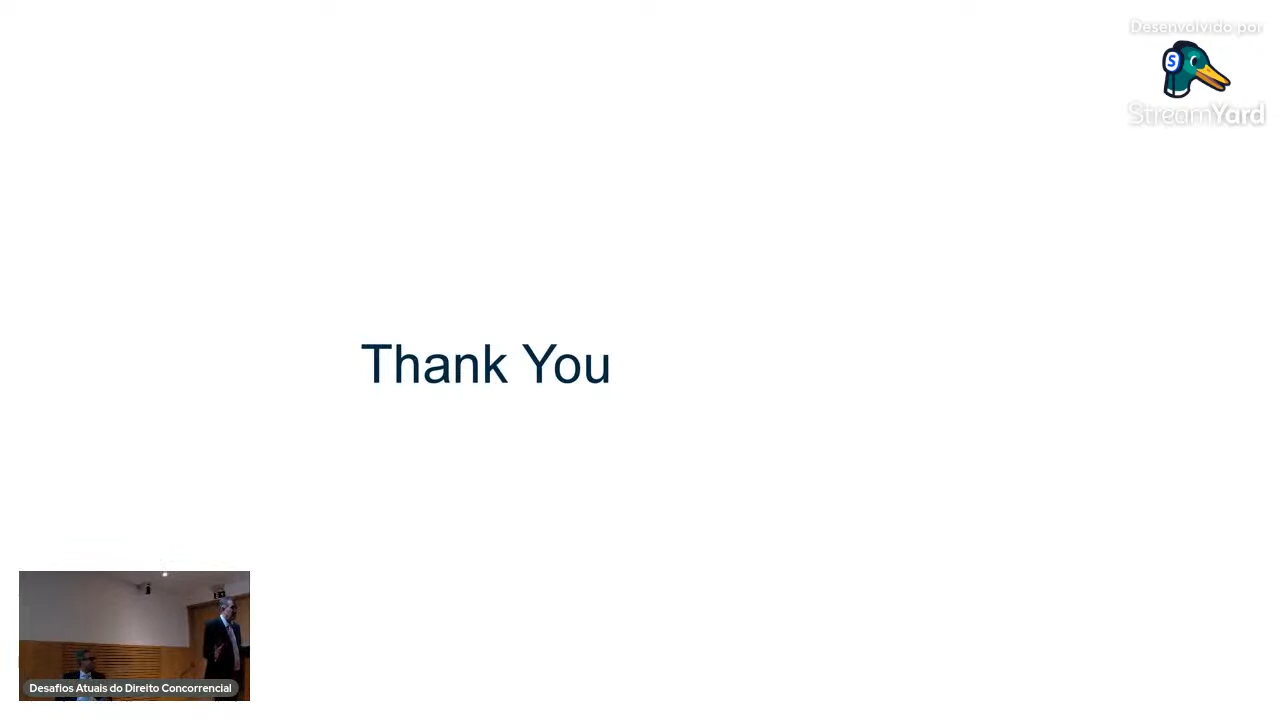 Desenvolvido por
S
StreamYard
Thank You
Desafios Atuais do Direito Concorrencial